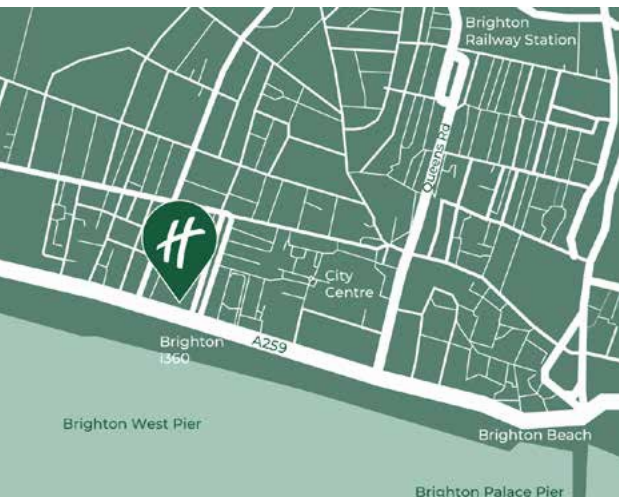 Brighton
Railway Station
Queens Rd
City
Centre
Brighton
i360
A259
Brighton West Pier
Brighton Beach
Brighton Palace Pier